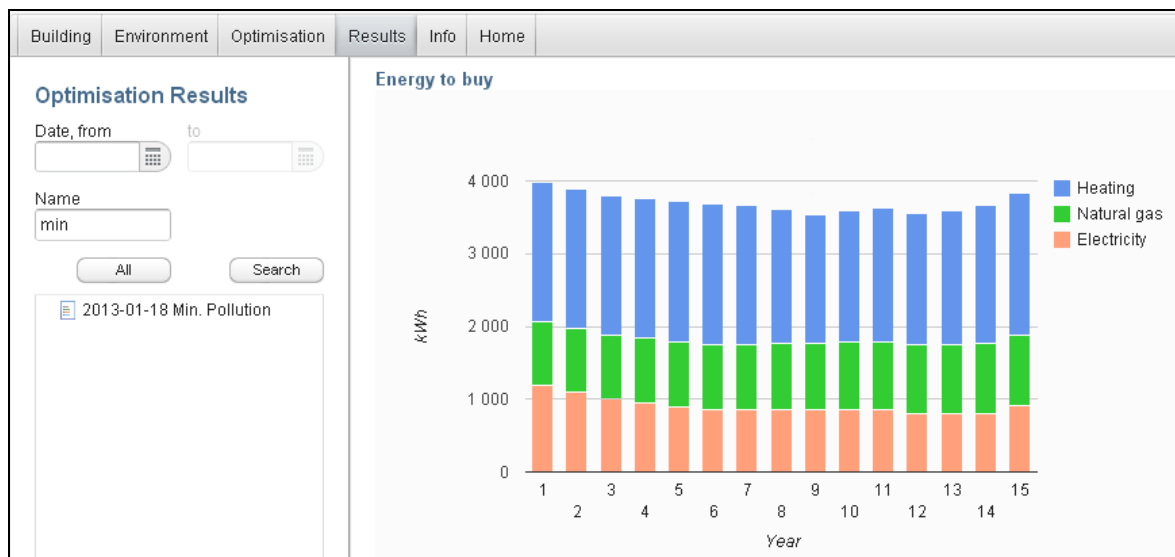 Building Environment Optimisation Results Info Home
Optimisation Results
Date, from to
Name
min
All Search
2013-01-18 Min. Pollution
Energy to buy
4 000
3 000
2 000
1 000
0
kWh
1 3 5 7 9 11 13 15
2 4 6 8 10 12 14
Year
Heating
Natural gas
Electricity